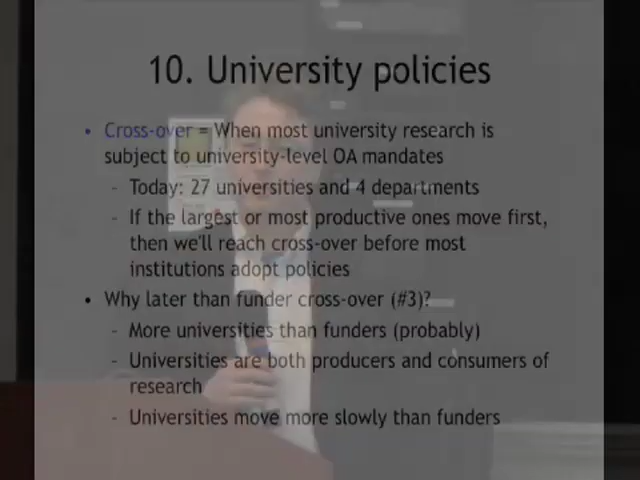 10. University policies
• Cross-over = When most university research is
subject to university-level OA mandates
- Today: 27 universities and 4 departments
- If the largest or most productive ones move first,
then we'll reach cross-over before most
institutions adopt policies
• Why later than funder cross-over (#3)?
- More universities than funders (probably)
- Universities are both producers and consumers of
research
- Universities move more slowly than funders